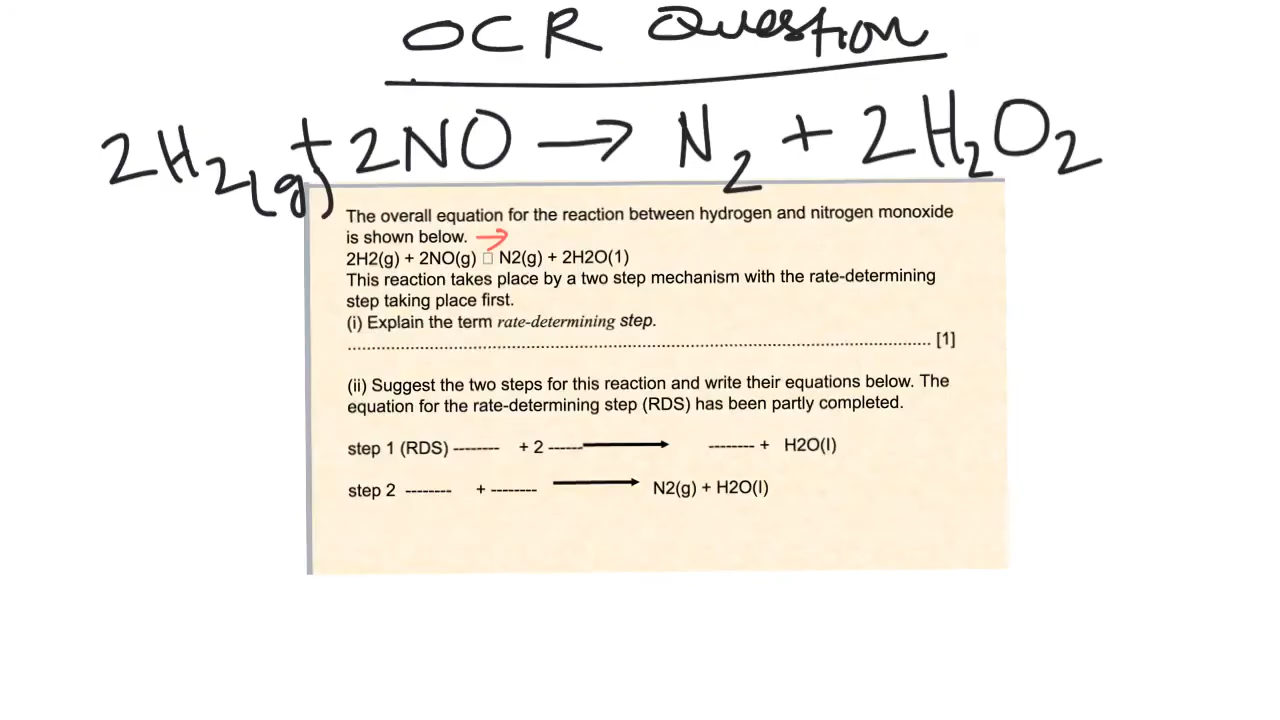 OCR Question
2H2(g) + 2NO → N2 + 2H2O2
The overall equation for the reaction between hydrogen and nitrogen monoxide
is shown below. →
2H2(g) + 2NO(g) □ N2(g) + 2H2O(1)
This reaction takes place by a two step mechanism with the rate-determining
step taking place first.
(i) Explain the term rate-determining step.
.................................................................................................................... [1]
(ii) Suggest the two steps for this reaction and write their equations below. The
equation for the rate-determining step (RDS) has been partly completed.
step 1 (RDS) -------- + 2 ------ → -------- + H2O(l)
step 2 -------- + -------- → N2(g) + H2O(l)